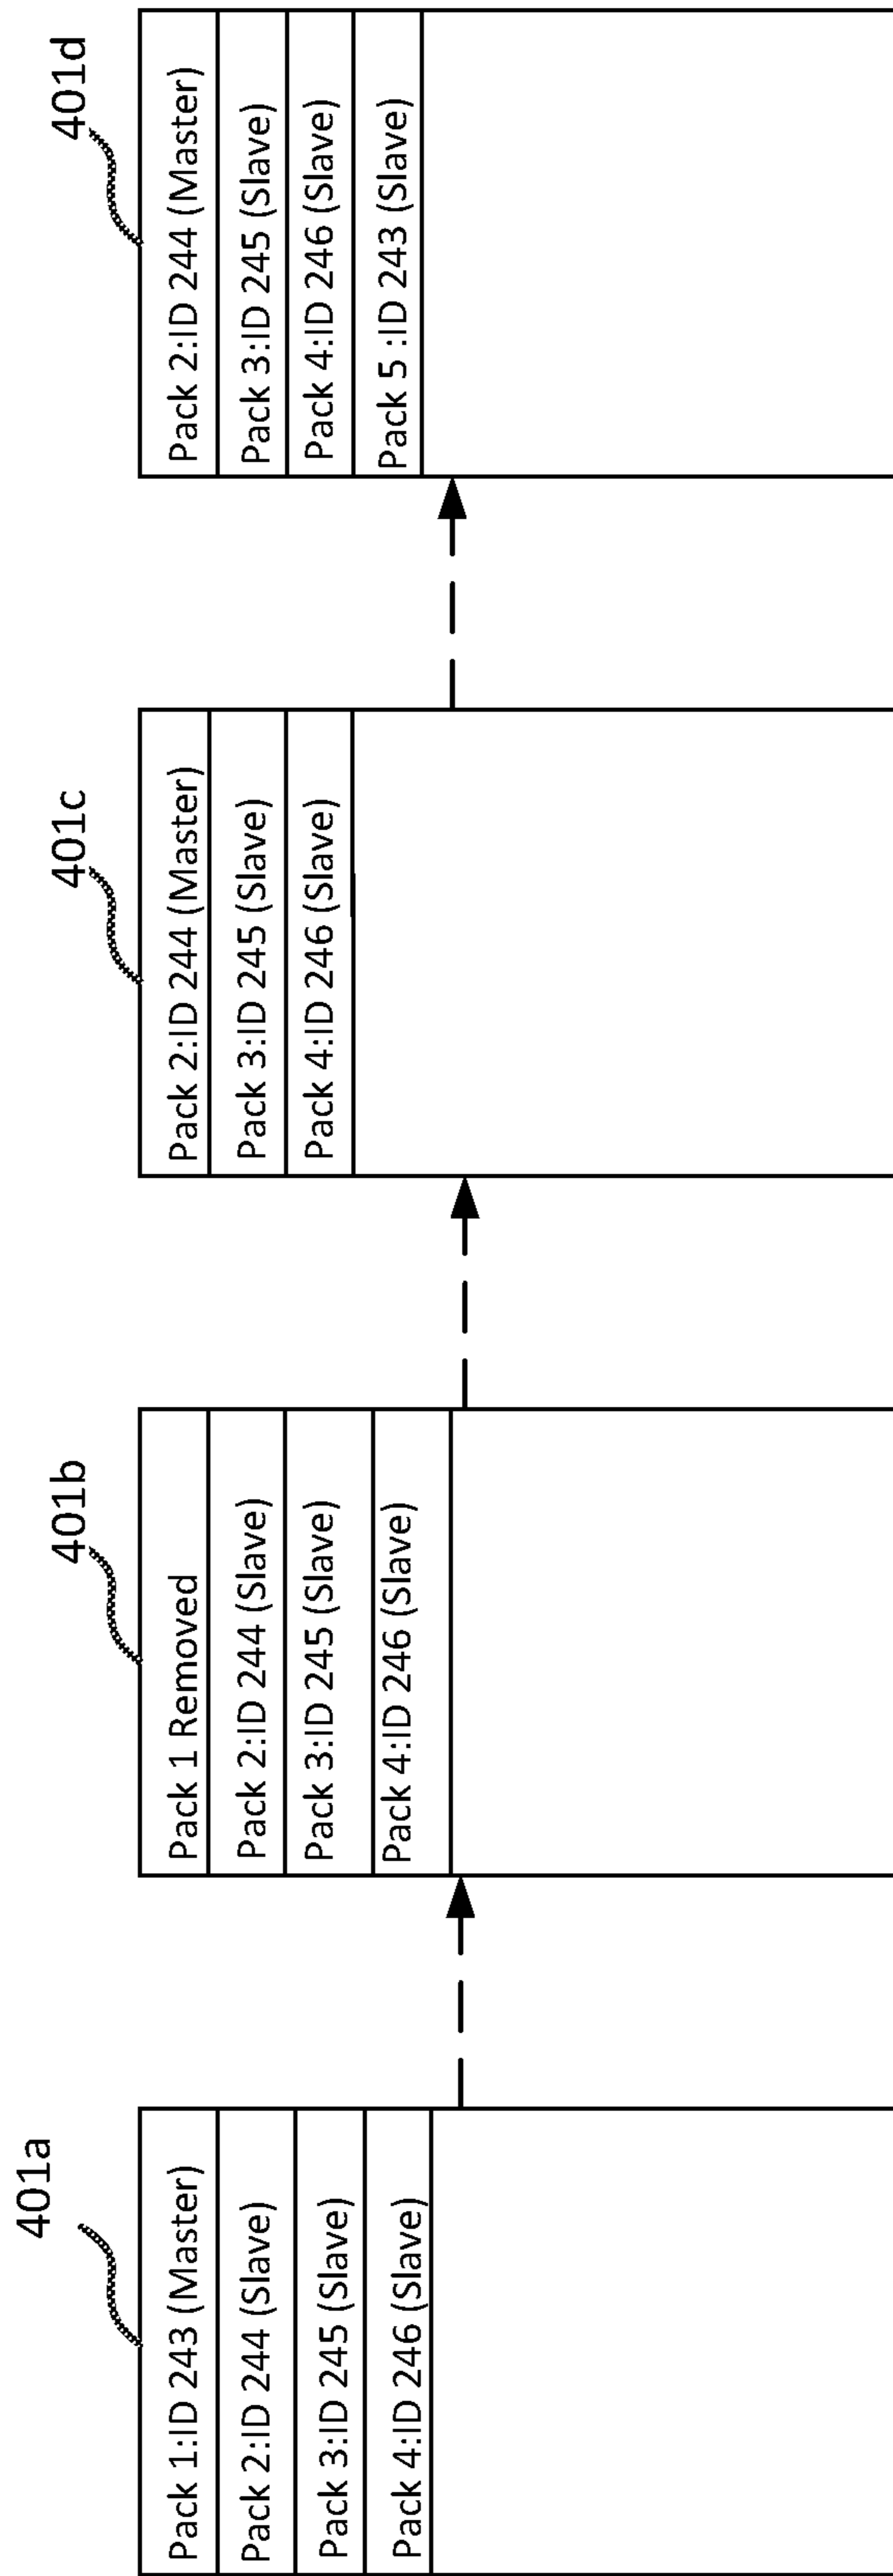 401a
Pack 1:ID 243 (Master)
Pack 2:ID 244 (Slave)
Pack 3:ID 245 (Slave)
Pack 4:ID 246 (Slave)
401b
Pack 1 Removed
Pack 2:ID 244 (Slave)
Pack 3:ID 245 (Slave)
Pack 4:ID 246 (Slave)
401c
Pack 2:ID 244 (Master)
Pack 3:ID 245 (Slave)
Pack 4:ID 246 (Slave)
401d
Pack 2:ID 244 (Master)
Pack 3:ID 245 (Slave)
Pack 4:ID 246 (Slave)
Pack 5 :ID 243 (Slave)